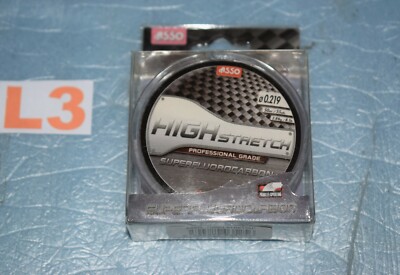 ASSO
L3
ASSO
ø 0.219
HIGH STRETCH
PROFESSIONAL GRADE
SUPERFLUOROCARBON